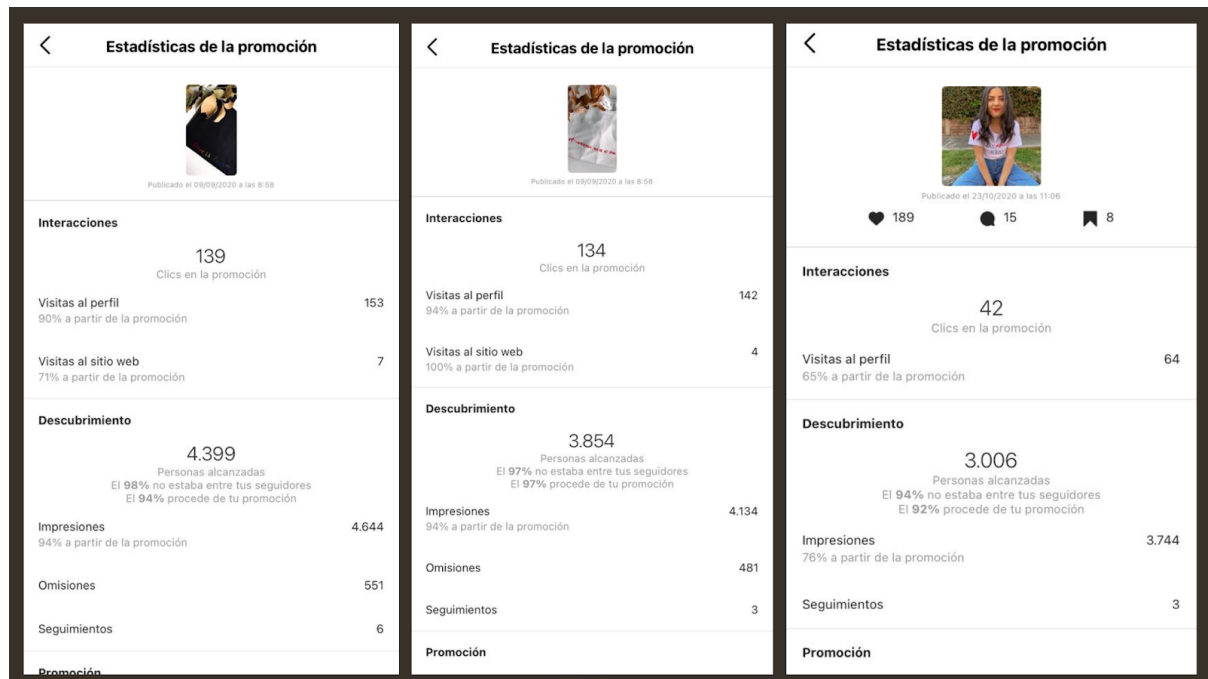 Estadísticas de la promoción
Publicado el 09/09/2020 a las 8:58
Interacciones
139
Clics en la promoción
Visitas al perfil 153
90% a partir de la promoción
Visitas al sitio web 7
71% a partir de la promoción
Descubrimiento
4.399
Personas alcanzadas
El 98% no estaba entre tus seguidores
El 94% procede de tu promoción
Impresiones 4.644
94% a partir de la promoción
Omisiones 551
Seguimientos 6
Promoción
Estadísticas de la promoción
Publicado el 09/09/2020 a las 8:58
Interacciones
134
Clics en la promoción
Visitas al perfil 142
94% a partir de la promoción
Visitas al sitio web 4
100% a partir de la promoción
Descubrimiento
3.854
Personas alcanzadas
El 97% no estaba entre tus seguidores
El 97% procede de tu promoción
Impresiones 4.134
94% a partir de la promoción
Omisiones 481
Seguimientos 3
Promoción
Estadísticas de la promoción
Publicado el 23/10/2020 a las 11:06
189 15 8
Interacciones
42
Clics en la promoción
Visitas al perfil 64
65% a partir de la promoción
Descubrimiento
3.006
Personas alcanzadas
El 94% no estaba entre tus seguidores
El 92% procede de tu promoción
Impresiones 3.744
76% a partir de la promoción
Seguimientos 3
Promoción